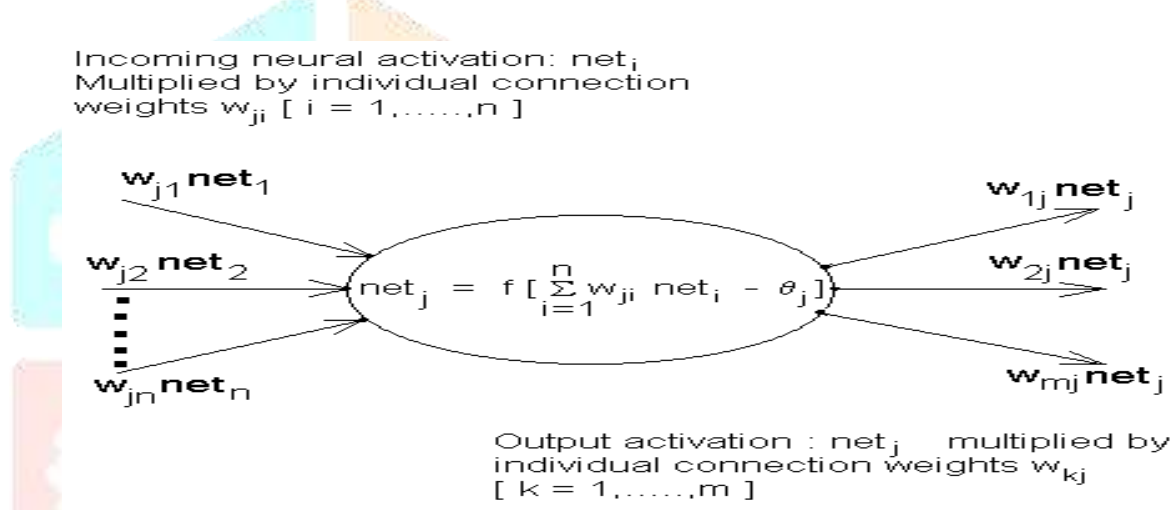 Incoming neural activation: net_i
Multiplied by individual connection
weights w_ji [ i = 1,.....,n ]
w_j1 net_1
w_1j net_j
w_j2 net_2
w_2j net_j
net_j = f [ n Σ i=1 w_ji net_i - θ_j ]
w_jn net_n
w_mj net_j
Output activation : net_j multiplied by
individual connection weights w_kj
[ k = 1,.....,m ]